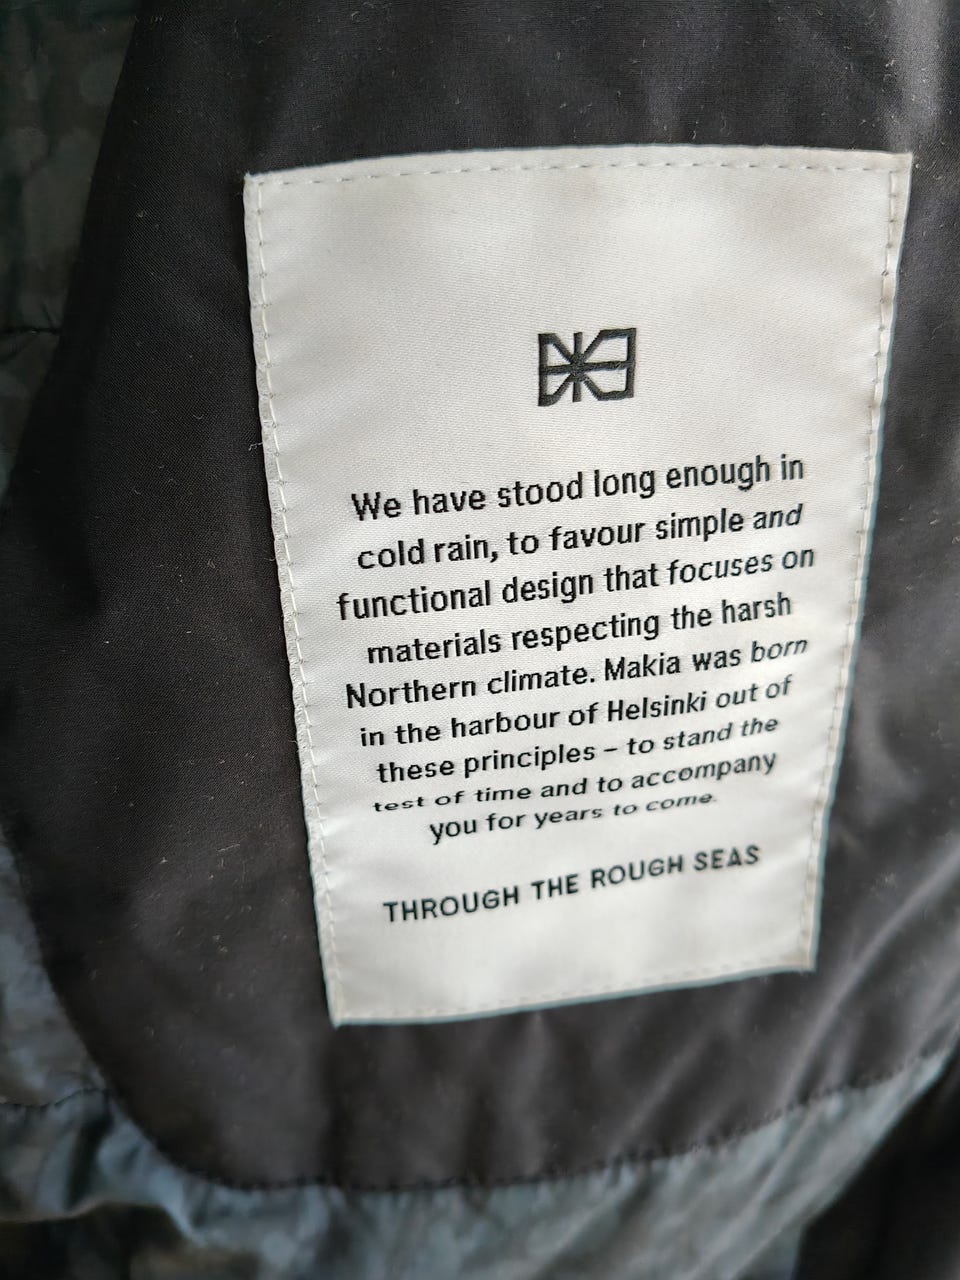 We have stood long enough in
cold rain, to favour simple and
functional design that focuses on
materials respecting the harsh
Northern climate. Makia was born
in the harbour of Helsinki out of
these principles – to stand the
test of time and to accompany
you for years to come.
THROUGH THE ROUGH SEAS